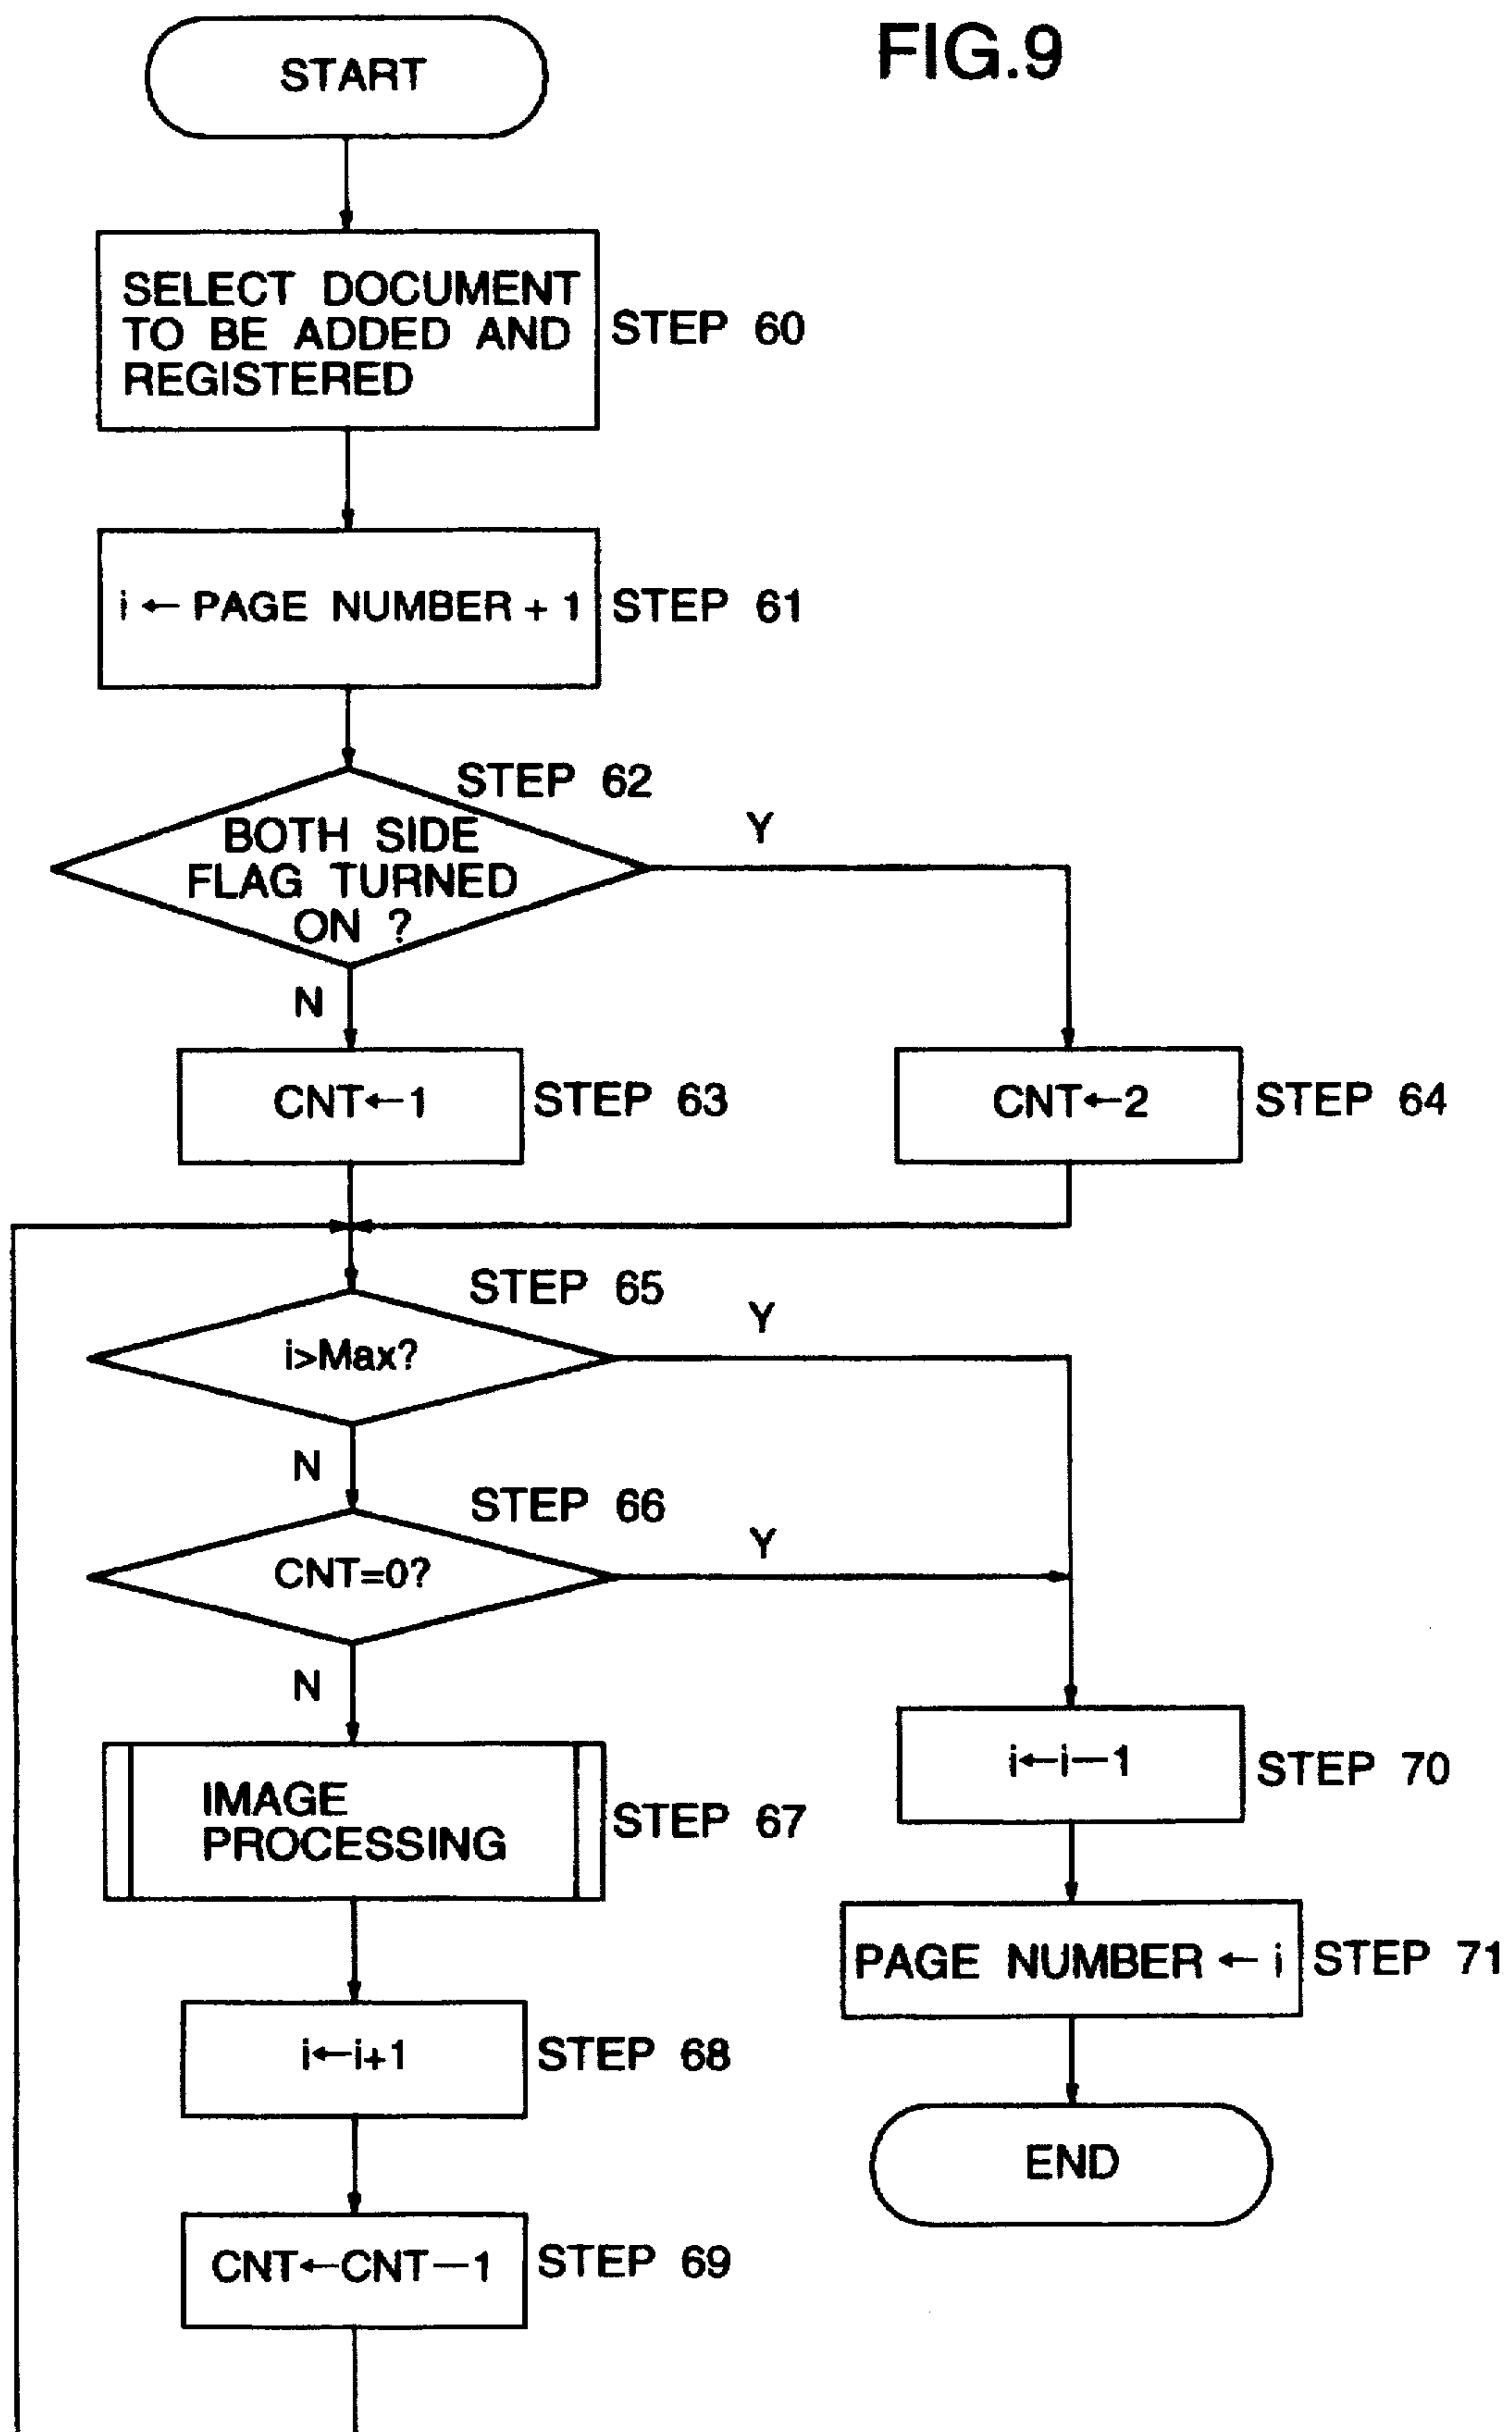 FIG.9
START
SELECT DOCUMENT
TO BE ADDED AND
REGISTERED
STEP 60
i ← PAGE NUMBER + 1
STEP 61
STEP 62
BOTH SIDE
FLAG TURNED
ON ?
Y
N
CNT←1
STEP 63
CNT←2
STEP 64
STEP 65
i>Max?
Y
N
STEP 66
CNT=0?
Y
N
IMAGE
PROCESSING
STEP 67
i←i—1
STEP 70
PAGE NUMBER ← i
STEP 71
i←i+1
STEP 68
END
CNT←CNT—1
STEP 69